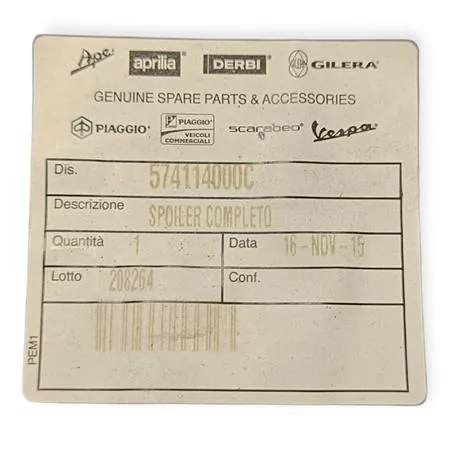 Ape aprilia DERBI GILERA
GENUINE SPARE PARTS & ACCESSORIES
PIAGGIO® PIAGGIO® VEICOLI COMMERCIALI scarabeo® Vespa
Dis. 574114000C
Descrizione SPOILER COMPLETO
Quantità 1 Data 16-NOV-15
Lotto 208264 Conf.
PEM1